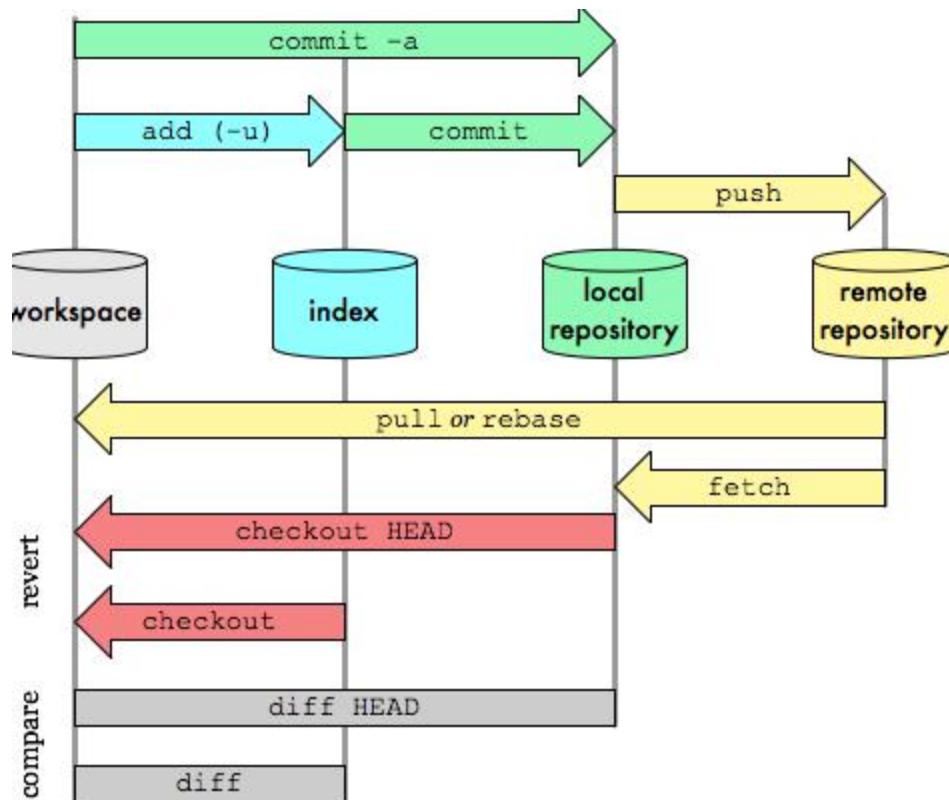 commit -a
add (-u)
commit
push
workspace
index
local
repository
remote
repository
pull or rebase
fetch
revert
checkout HEAD
checkout
compare
diff HEAD
diff